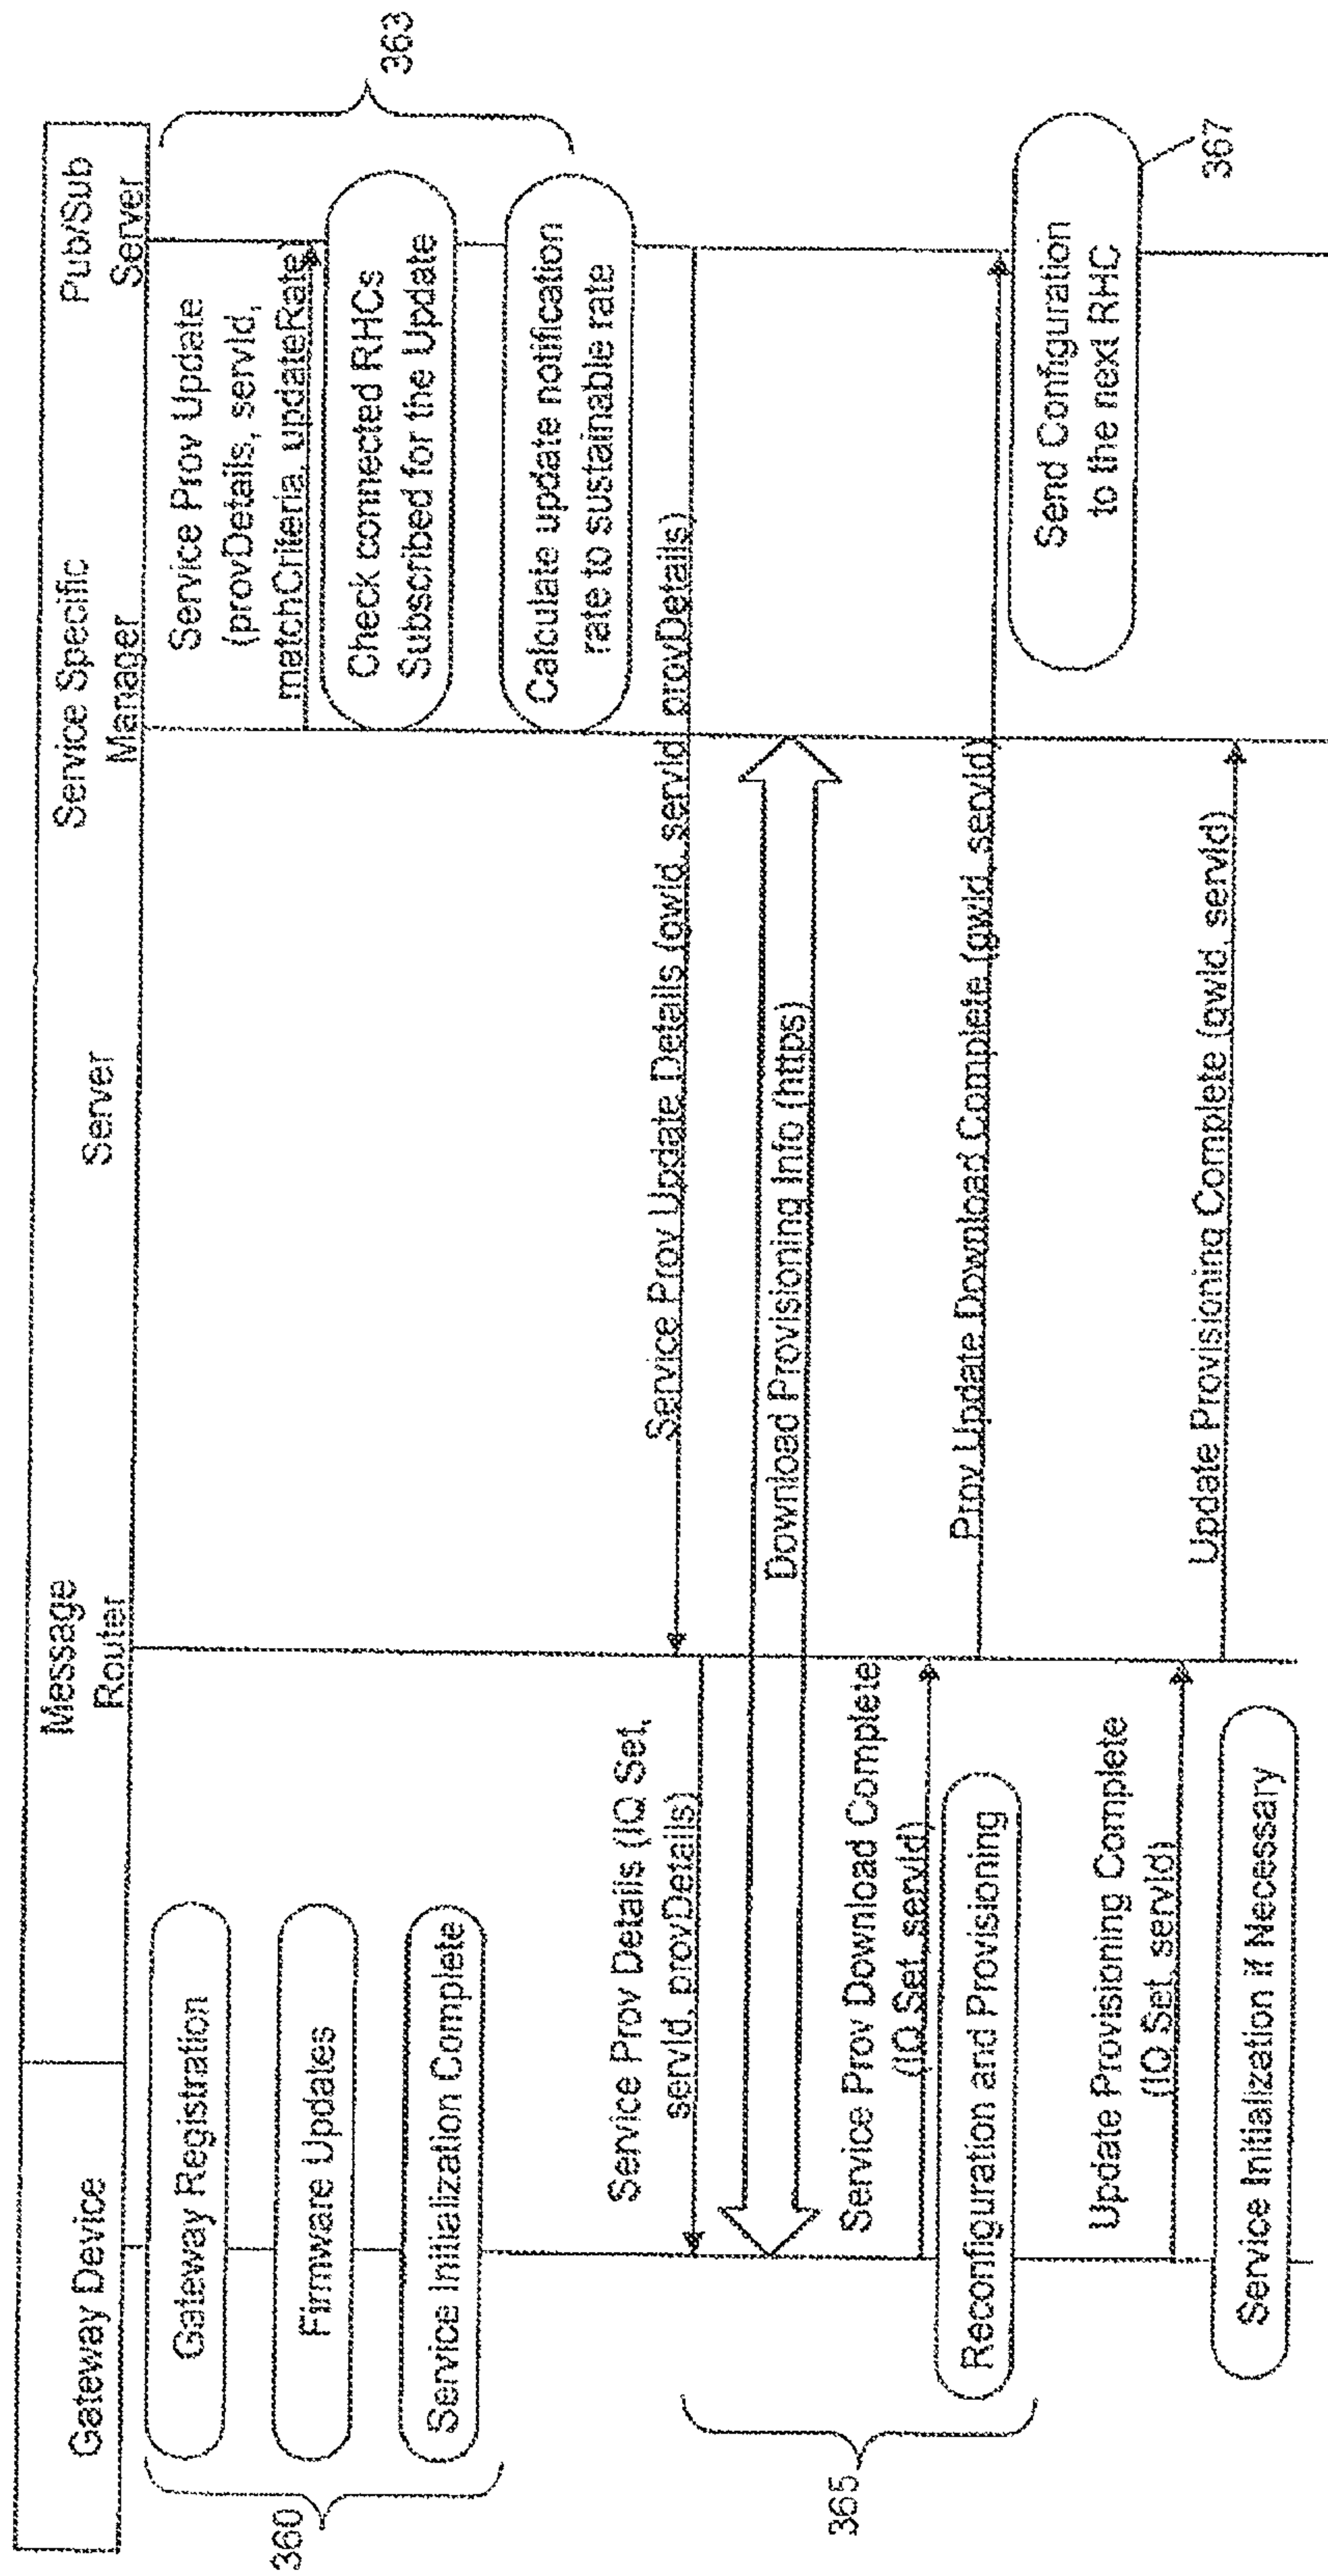 Gateway Device
Message
Router
Server
Service Specific
Manager
Pub/Sub
Server
Gateway Registration
Firmware Updates
Service Initialization Complete
360
Service Prov Update
(provDetails, servId,
matchCriteria, updateRate)
Check connected RHCs
Subscribed for the Update
Calculate update notification
rate to sustainable rate
363
Service Prov Update Details (gwId, servId, provDetails)
Service Prov Details (IQ Set,
servId, provDetails)
Download Provisioning Info (https)
Service Prov Download Complete
(IQ Set, servId)
Prov Update Download Complete (gwId, servId)
Reconfiguration and Provisioning
365
Send Configuration
to the next RHC
367
Update Provisioning Complete
(IQ Set, servId)
Update Provisioning Complete (gwId, servId)
Service Initialization if Necessary